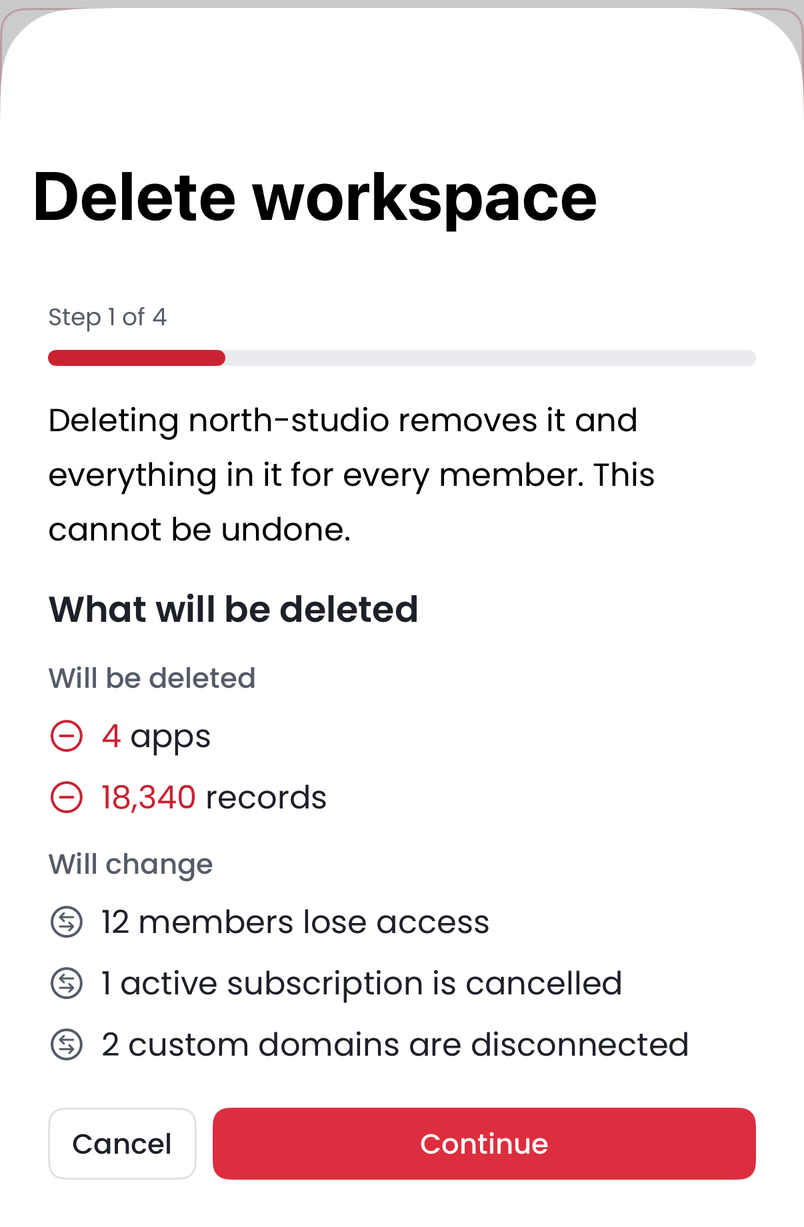 Delete workspace
Step 1 of 4
Deleting north-studio removes it and
everything in it for every member. This
cannot be undone.
What will be deleted
Will be deleted
4 apps
18,340 records
Will change
12 members lose access
1 active subscription is cancelled
2 custom domains are disconnected
Cancel
Continue